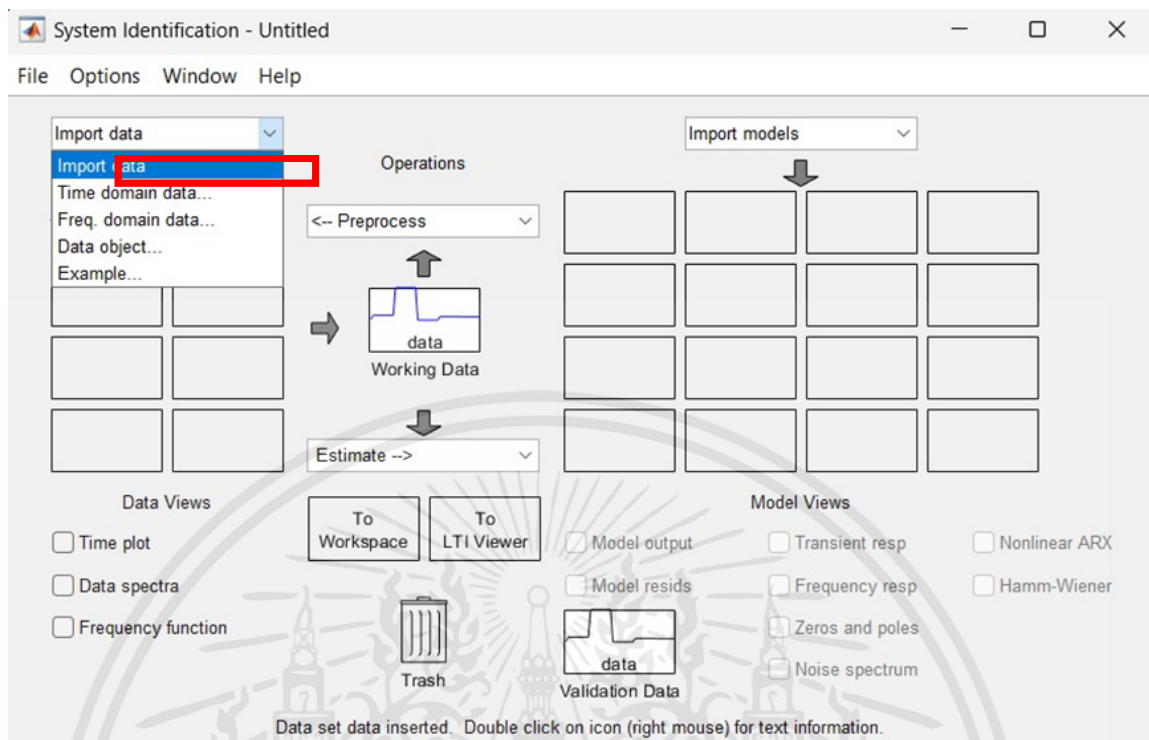 System Identification - Untitled
File Options Window Help
Import data
Import models
Import data
Time domain data...
Freq. domain data...
Data object...
Example...
Operations
<-- Preprocess
data
Working Data
Estimate -->
Data Views
Model Views
To Workspace
To LTI Viewer
Time plot
Data spectra
Frequency function
Model output
Transient resp
Nonlinear ARX
Model resids
Frequency resp
Hamm-Wiener
Zeros and poles
Noise spectrum
Trash
data
Validation Data
Data set data inserted. Double click on icon (right mouse) for text information.